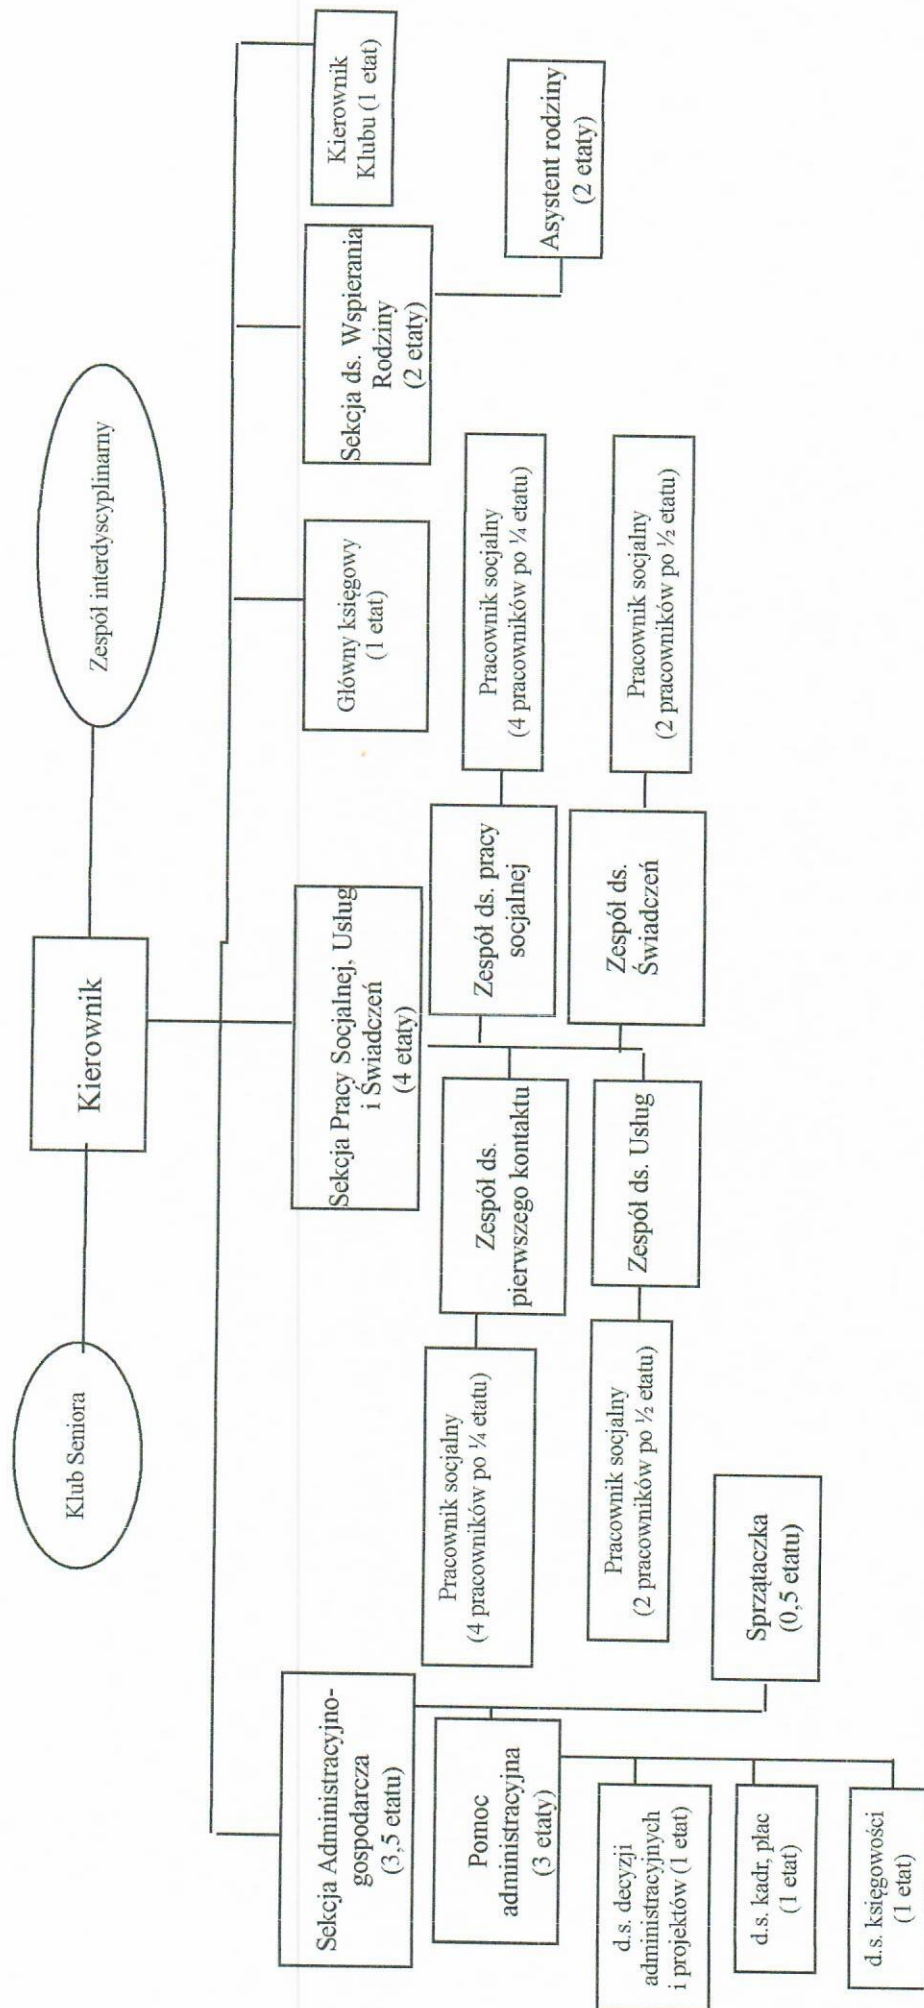 Klub Seniora
Kierownik
Zespół interdyscyplinarny
Sekcja Administracyjno-
gospodarcza
(3,5 etatu)
Sekcja Pracy Socjalnej, Usług
i Świadczeń
(4 etaty)
Główny księgowy
(1 etat)
Sekcja ds. Wspierania
Rodziny
(2 etaty)
Kierownik
Klubu (1 etat)
Pomoc
administracyjna
(3 etaty)
Pracownik socjalny
(4 pracowników po ¼ etatu)
Zespół ds.
pierwszego kontaktu
Zespół ds. pracy
socjalnej
Pracownik socjalny
(4 pracowników po ¼ etatu)
Asystent rodziny
(2 etaty)
d.s. decyzji
administracyjnych
i projektów (1 etat)
Pracownik socjalny
(2 pracowników po ½ etatu)
Zespół ds. Usług
Zespół ds.
Świadczeń
Pracownik socjalny
(2 pracowników po ½ etatu)
d.s. kadr, płac
(1 etat)
Sprzątaczka
(0,5 etatu)
d.s. księgowości
(1 etat)